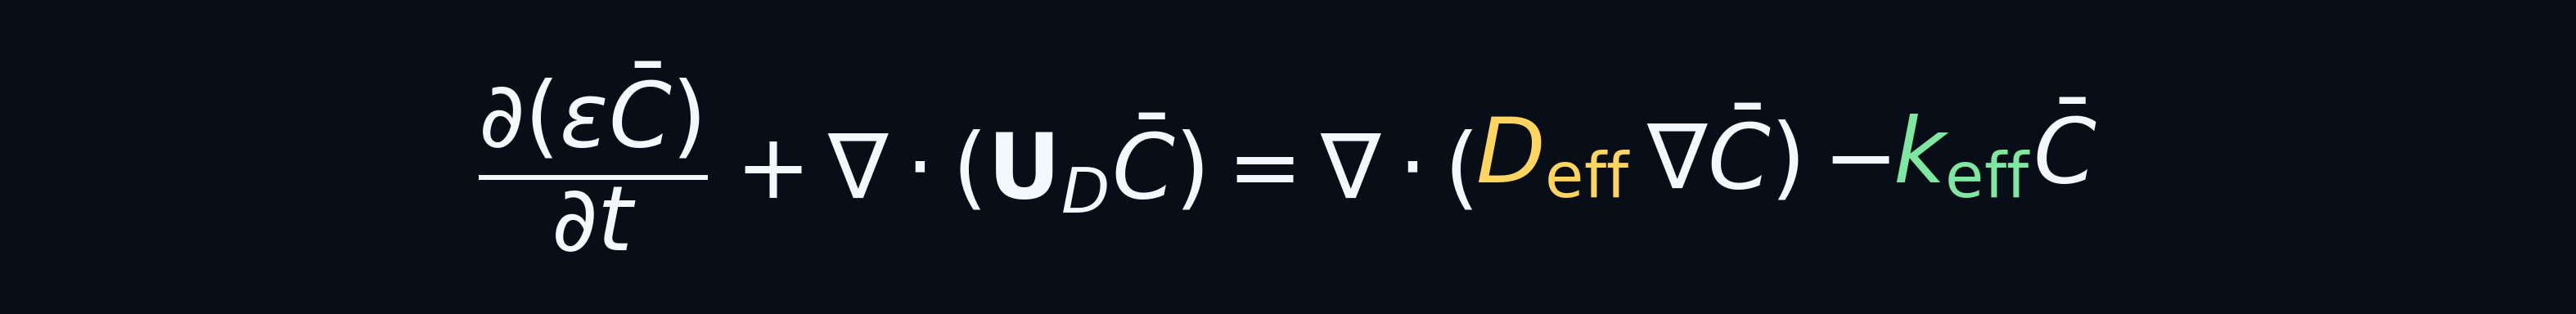 ∂(εC̄)/∂t + ∇ · (U_D C̄) = ∇ · (D_eff ∇C̄) − k_eff C̄